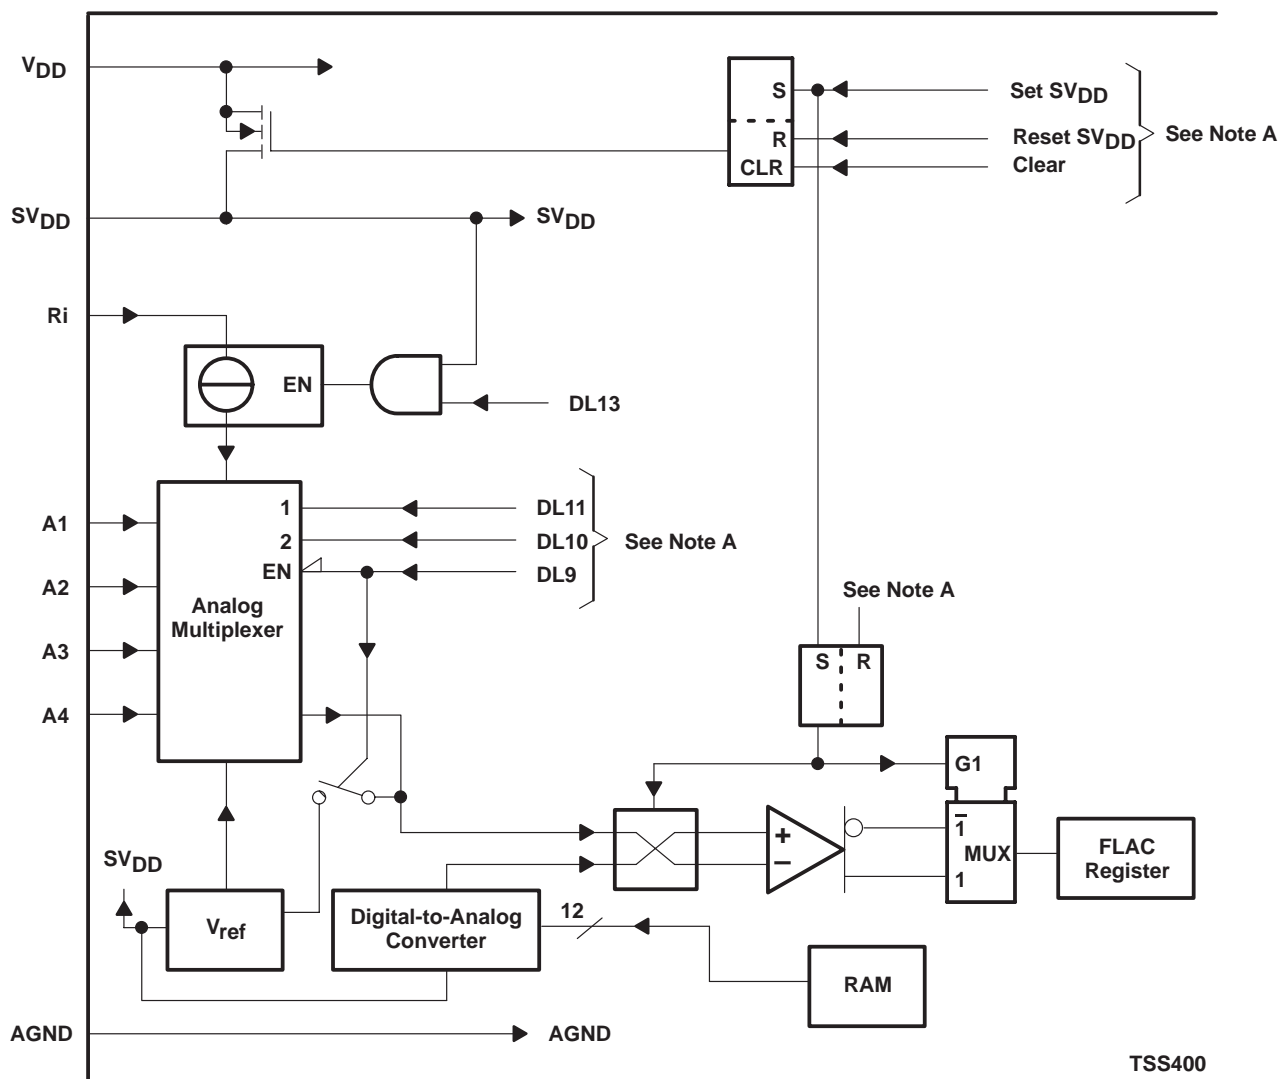 VDD
S
Set SVDD
R
Reset SVDD
See Note A
CLR
Clear
SVDD
SVDD
Ri
EN
DL13
1
DL11
A1
2
DL10
See Note A
EN
DL9
A2
Analog
Multiplexer
See Note A
A3
S
R
A4
G1
SVDD
+
−
1̅
MUX
1
FLAC
Register
Vref
Digital-to-Analog
Converter
12
RAM
AGND
AGND
TSS400